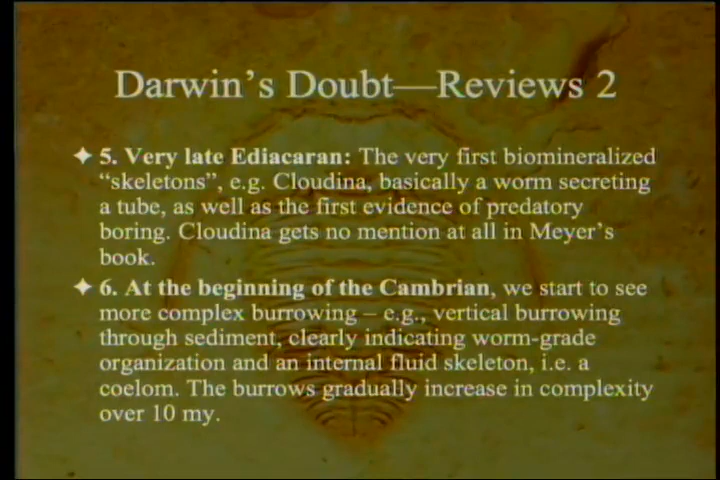 Darwin's Doubt—Reviews 2
✦ 5. Very late Ediacaran: The very first biomineralized
“skeletons”, e.g. Cloudina, basically a worm secreting
a tube, as well as the first evidence of predatory
boring. Cloudina gets no mention at all in Meyer's
book.
✦ 6. At the beginning of the Cambrian, we start to see
more complex burrowing – e.g., vertical burrowing
through sediment, clearly indicating worm-grade
organization and an internal fluid skeleton, i.e. a
coelom. The burrows gradually increase in complexity
over 10 my.